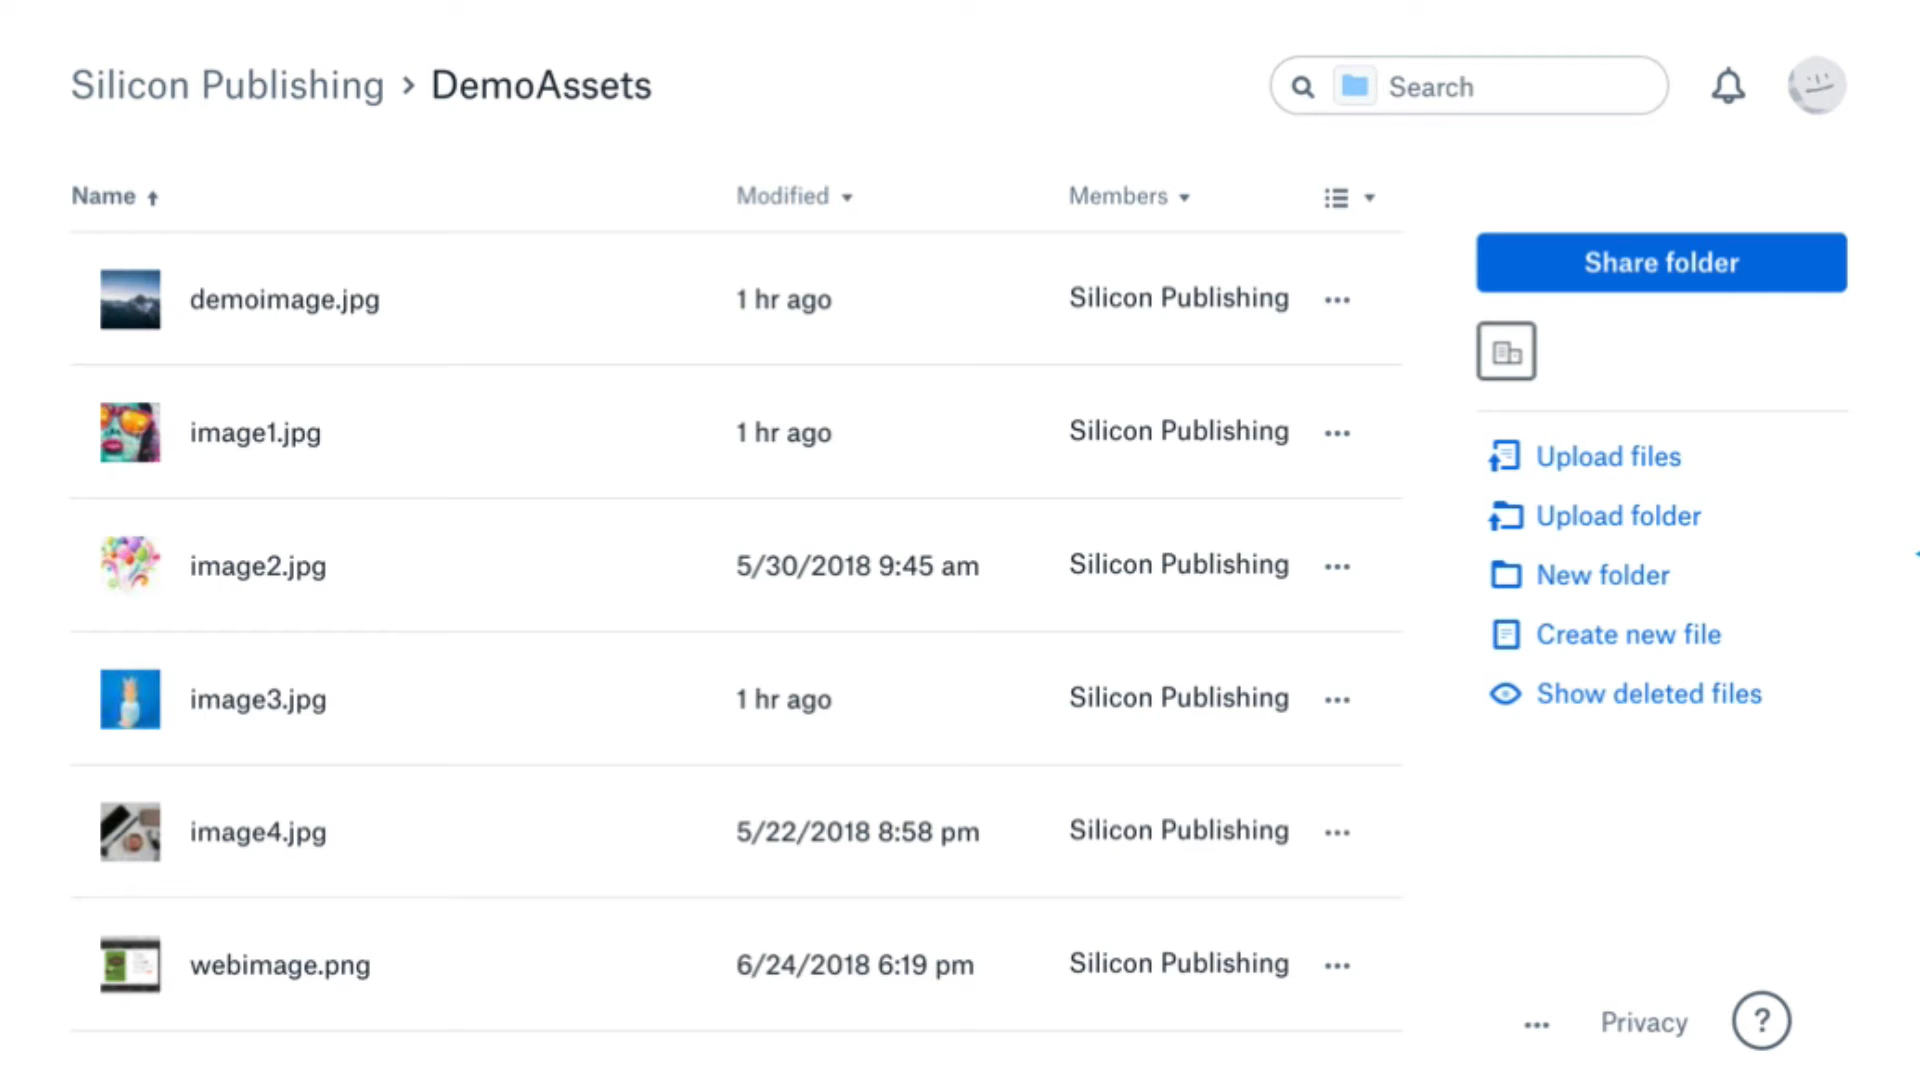 Silicon Publishing > DemoAssets
Search
Name Modified Members
demoimage.jpg 1 hr ago Silicon Publishing
image1.jpg 1 hr ago Silicon Publishing
image2.jpg 5/30/2018 9:45 am Silicon Publishing
image3.jpg 1 hr ago Silicon Publishing
image4.jpg 5/22/2018 8:58 pm Silicon Publishing
webimage.png 6/24/2018 6:19 pm Silicon Publishing
Share folder
Upload files
Upload folder
New folder
Create new file
Show deleted files
... Privacy ?